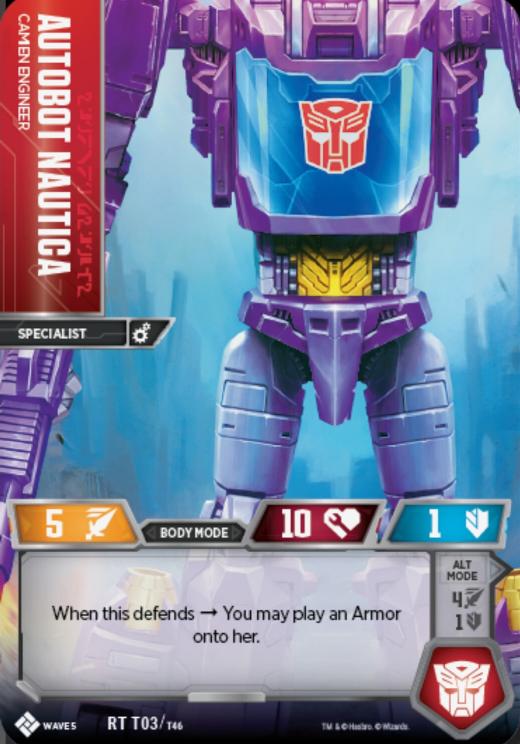 AUTOBOT NAUTICA
CAMIEN ENGINEER
SPECIALIST
5
BODY MODE
10
1
ALT
MODE
4
1
When this defends → You may play an Armor
onto her.
WAVE 5
RT T03/T46
TM & © Hasbro. © Wizards.